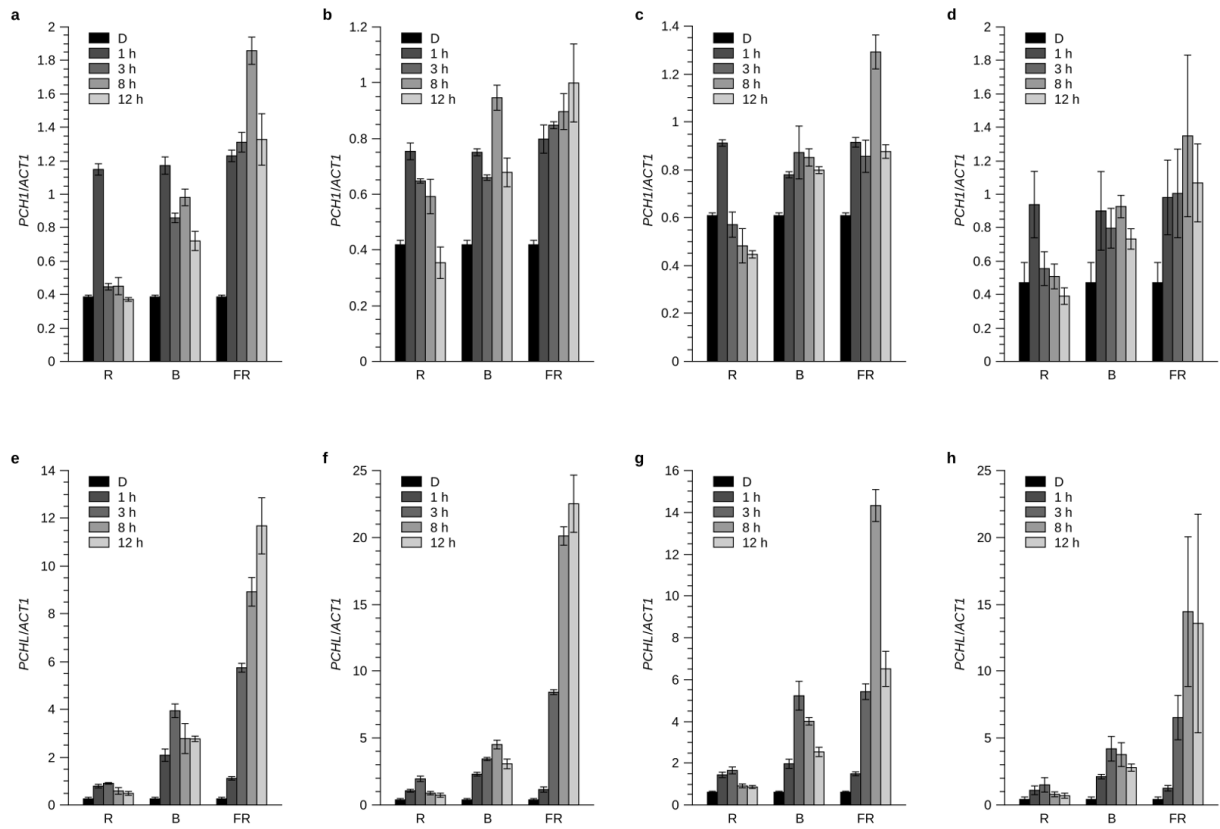 a
2
1.8
1.6
1.4
1.2
1
0.8
0.6
0.4
0.2
0
PCH1/ACT1
D
1 h
3 h
8 h
12 h
R B FR
b
1.2
1
0.8
0.6
0.4
0.2
0
PCH1/ACT1
D
1 h
3 h
8 h
12 h
R B FR
c
1.4
1.2
1
0.8
0.6
0.4
0.2
0
PCH1/ACT1
D
1 h
3 h
8 h
12 h
R B FR
d
2
1.8
1.6
1.4
1.2
1
0.8
0.6
0.4
0.2
0
PCH1/ACT1
D
1 h
3 h
8 h
12 h
R B FR
e
14
12
10
8
6
4
2
0
PCHL/ACT1
D
1 h
3 h
8 h
12 h
R B FR
f
25
20
15
10
5
0
PCHL/ACT1
D
1 h
3 h
8 h
12 h
R B FR
g
16
14
12
10
8
6
4
2
0
PCHL/ACT1
D
1 h
3 h
8 h
12 h
R B FR
h
25
20
15
10
5
0
PCHL/ACT1
D
1 h
3 h
8 h
12 h
R B FR